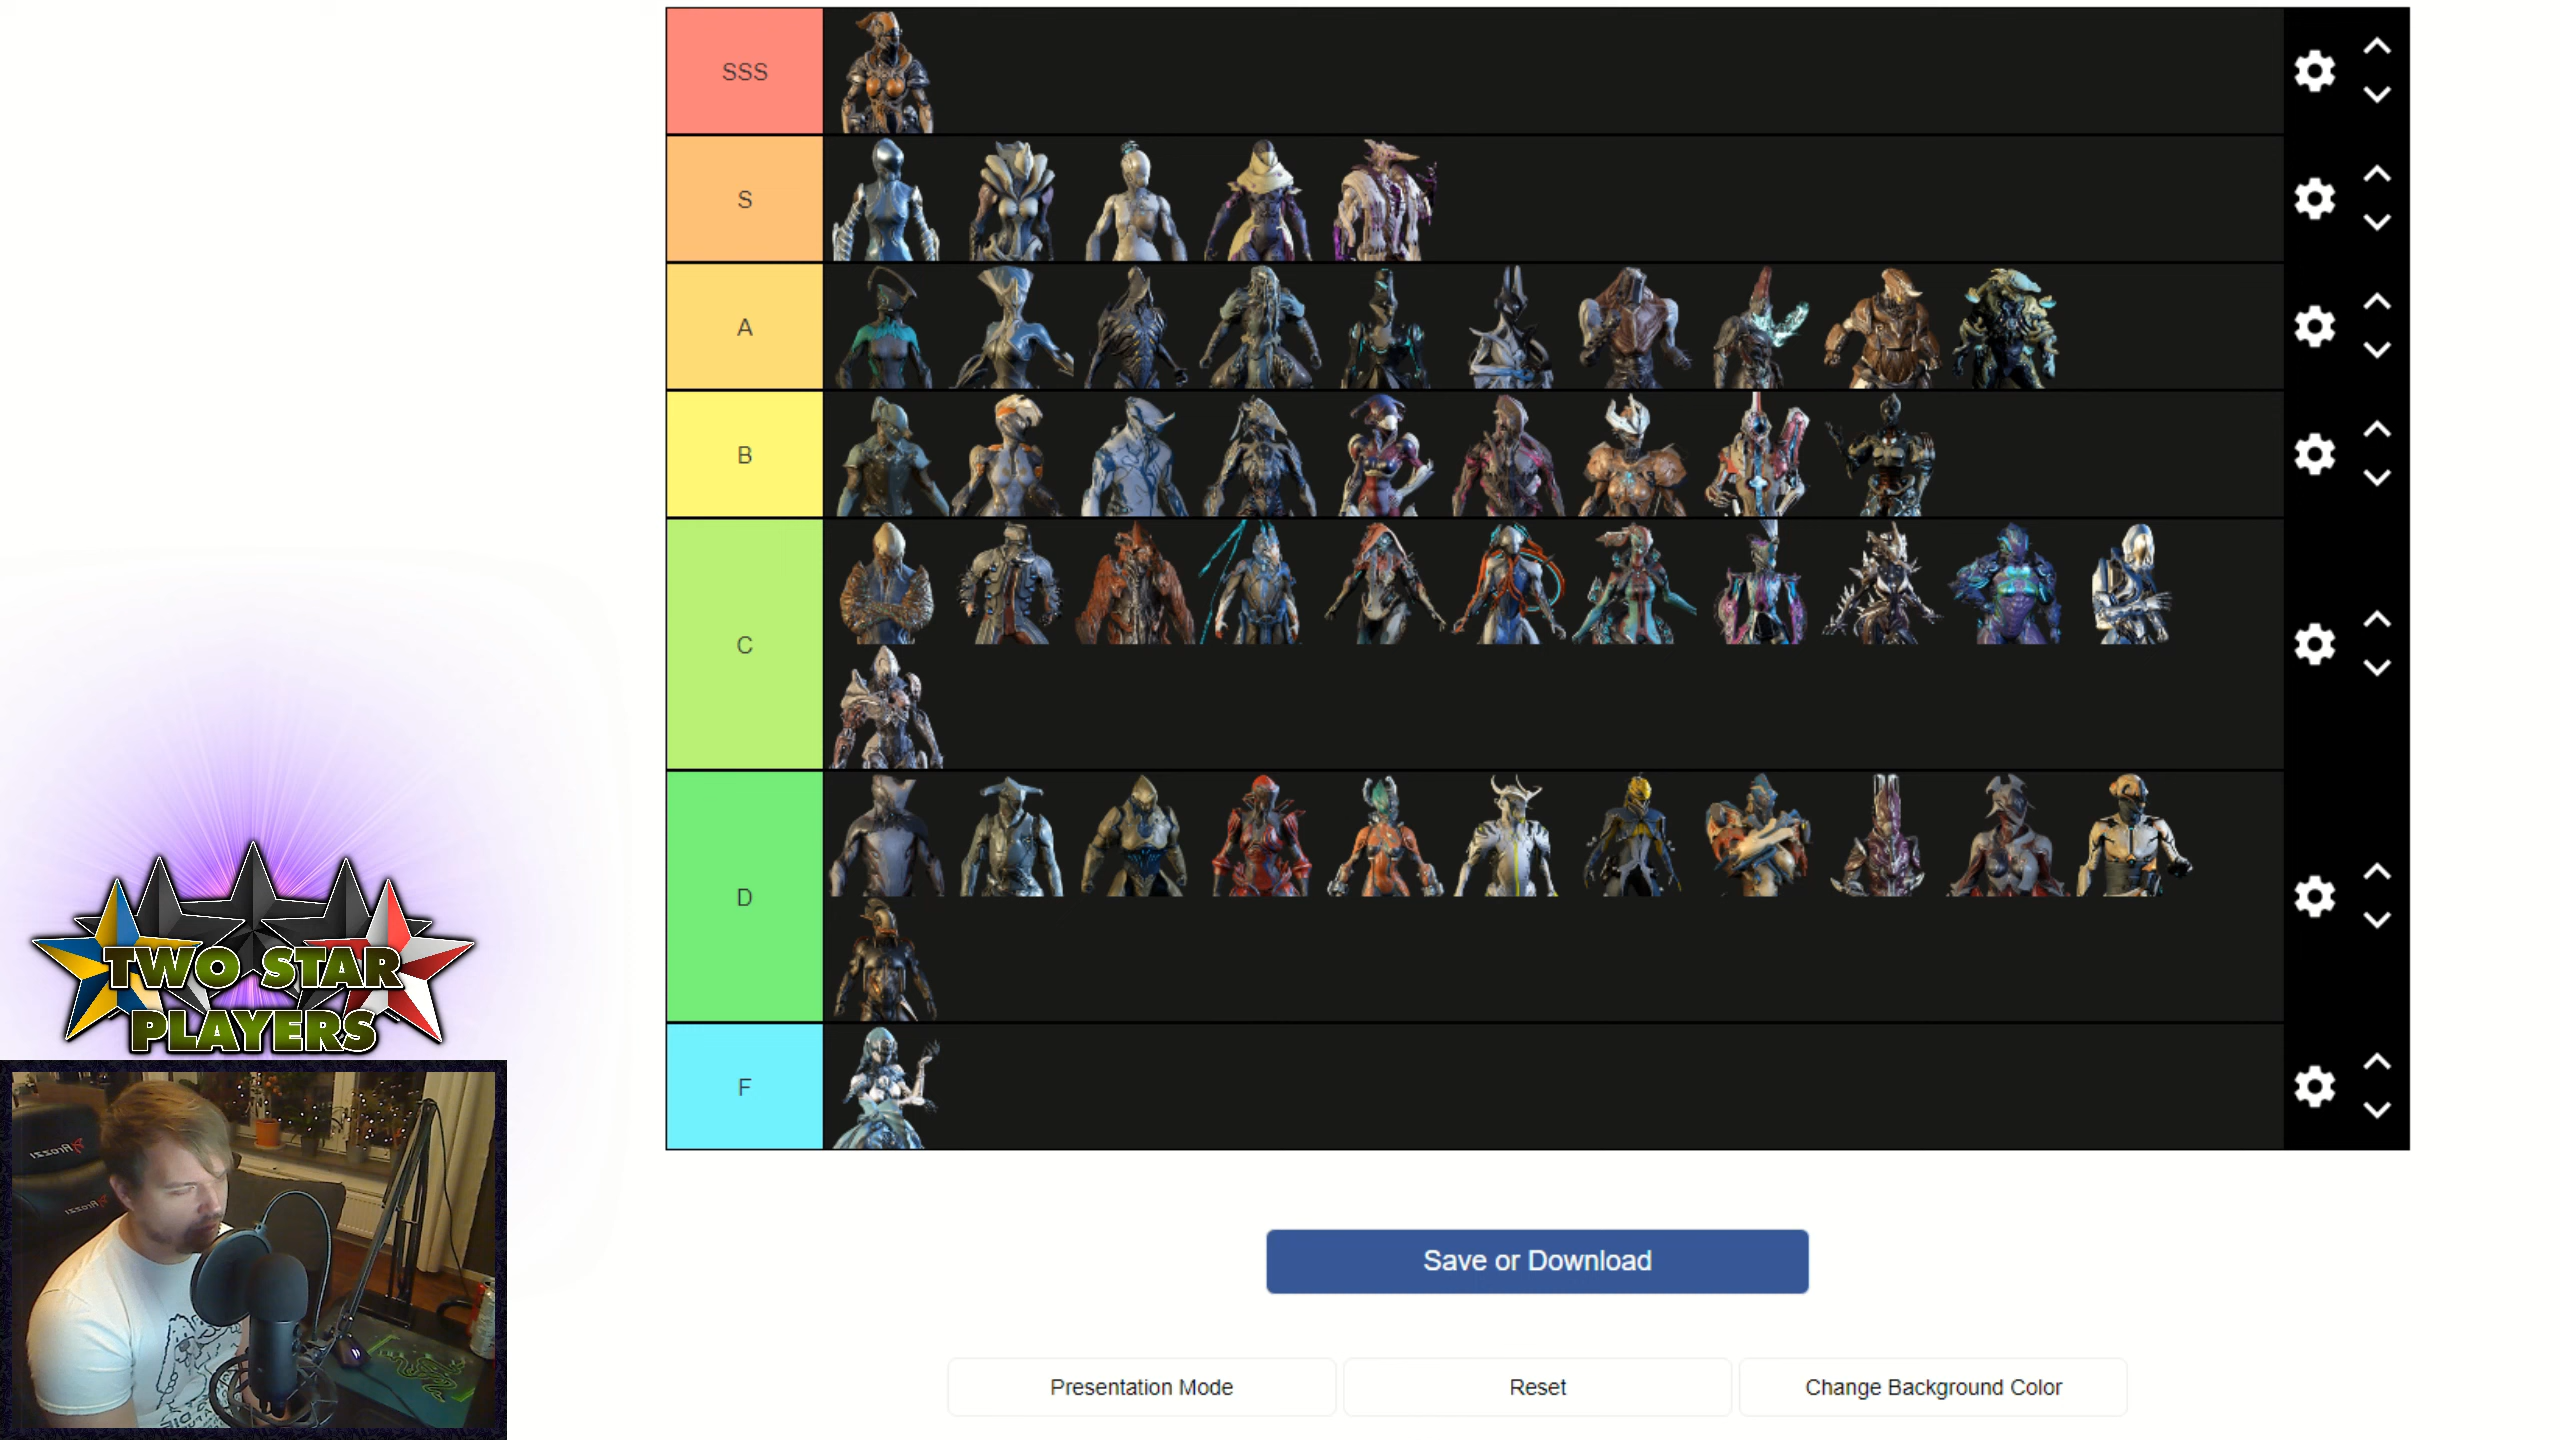 SSS
S
A
B
C
D
F
TWO STAR
PLAYERS
Save or Download
Presentation Mode
Reset
Change Background Color